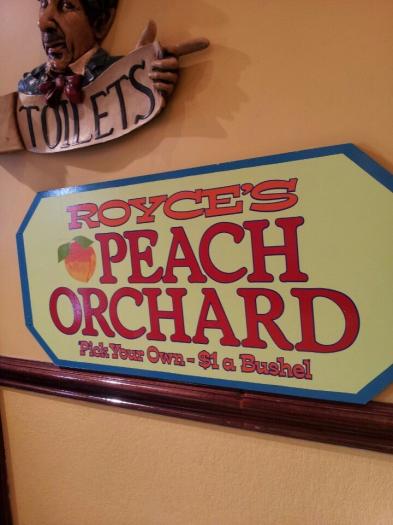 TOILETS
ROYCE'S
PEACH
ORCHARD
Pick Your Own - $1 a Bushel